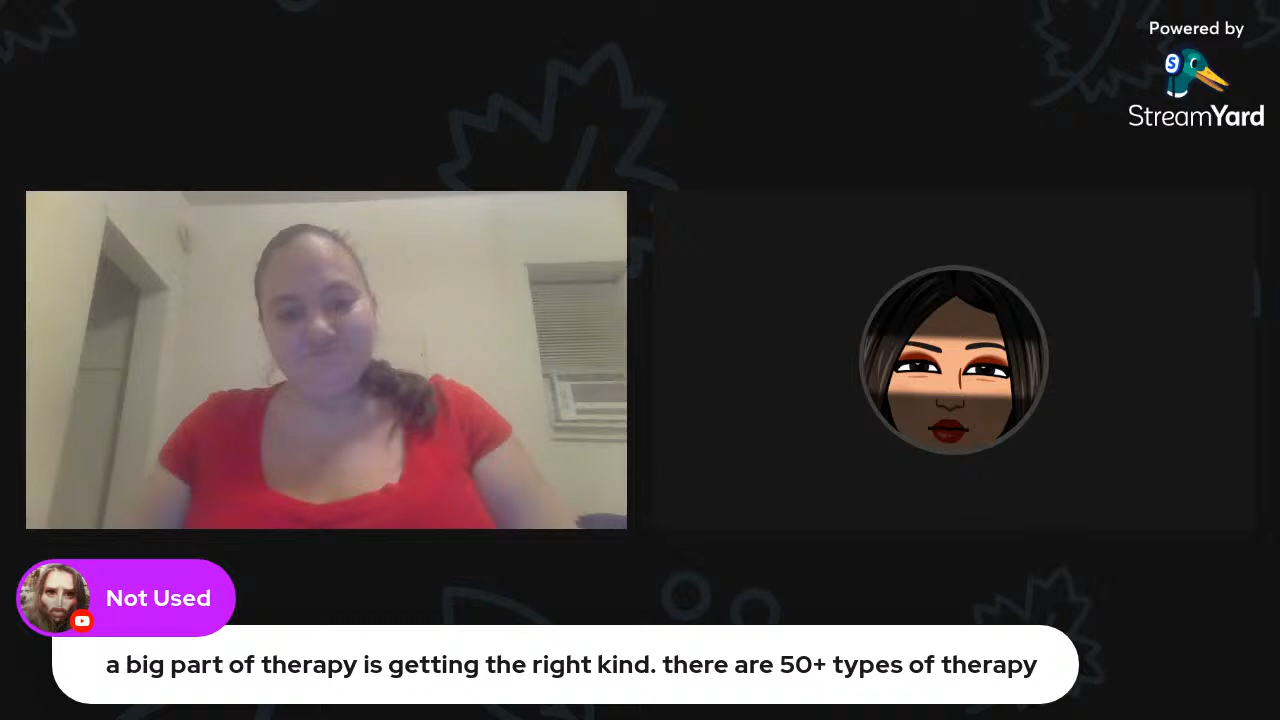 Powered by
S
StreamYard
Not Used
a big part of therapy is getting the right kind. there are 50+ types of therapy